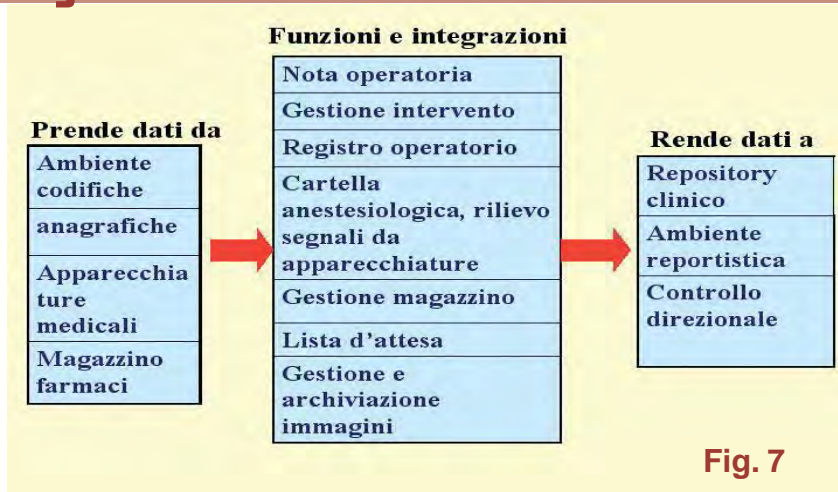 Prende dati da
Ambiente
codifiche
anagrafiche
Apparecchia
ture
medicali
Magazzino
farmaci
Funzioni e integrazioni
Nota operatoria
Gestione intervento
Registro operatorio
Cartella
anestesiologica, rilievo
segnali da
apparecchiature
Gestione magazzino
Lista d'attesa
Gestione e
archiviazione
immagini
Rende dati a
Repository
clinico
Ambiente
reportistica
Controllo
direzionale
Fig. 7